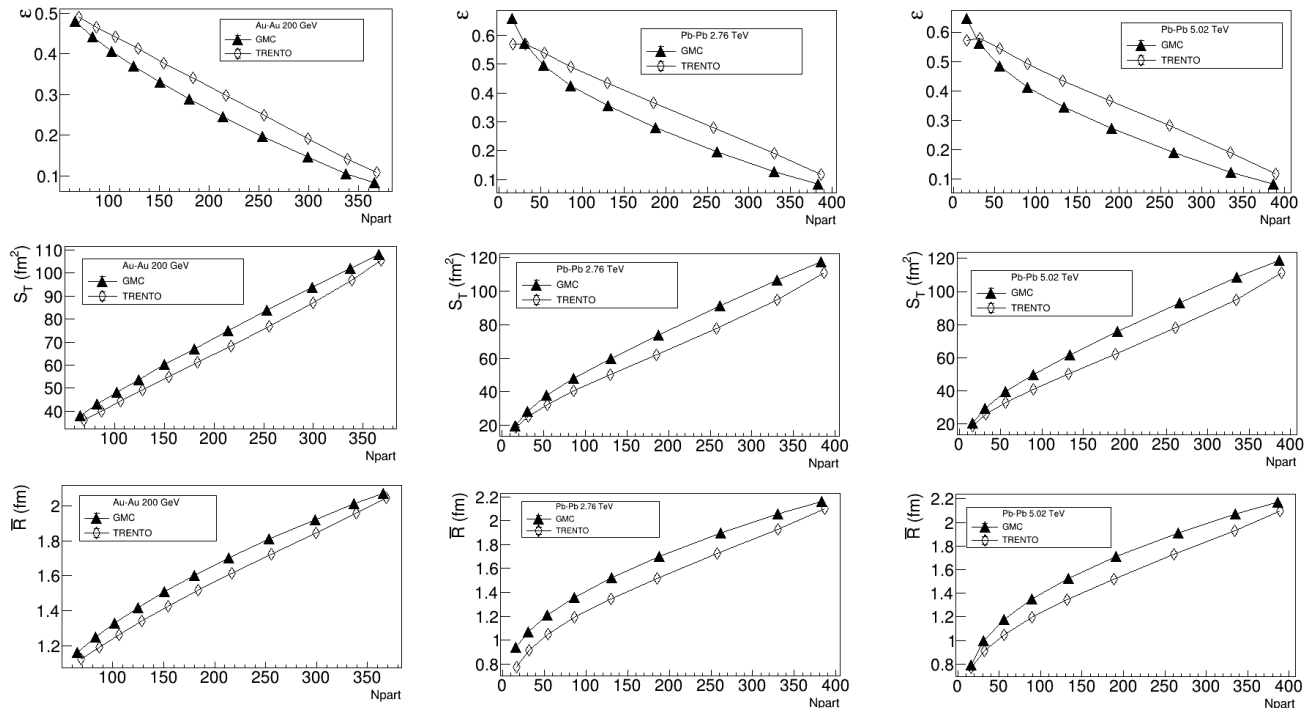 ε
Au-Au 200 GeV
GMC
TRENTO
0.5
0.4
0.3
0.2
0.1
100 150 200 250 300 350
Npart
ε
Pb-Pb 2.76 TeV
GMC
TRENTO
0.6
0.5
0.4
0.3
0.2
0.1
0 50 100 150 200 250 300 350 400
Npart
ε
Pb-Pb 5.02 TeV
GMC
TRENTO
0.6
0.5
0.4
0.3
0.2
0.1
0 50 100 150 200 250 300 350 400
Npart
S_T (fm²)
Au-Au 200 GeV
GMC
TRENTO
110
100
90
80
70
60
50
40
100 150 200 250 300 350
Npart
S_T (fm²)
Pb-Pb 2.76 TeV
GMC
TRENTO
120
100
80
60
40
20
0 50 100 150 200 250 300 350 400
Npart
S_T (fm²)
Pb-Pb 5.02 TeV
GMC
TRENTO
120
100
80
60
40
20
0 50 100 150 200 250 300 350 400
Npart
R̅ (fm)
Au-Au 200 GeV
GMC
TRENTO
2
1.8
1.6
1.4
1.2
100 150 200 250 300 350
Npart
R̅ (fm)
Pb-Pb 2.76 TeV
GMC
TRENTO
2.2
2
1.8
1.6
1.4
1.2
1
0.8
0 50 100 150 200 250 300 350 400
Npart
R̅ (fm)
Pb-Pb 5.02 TeV
GMC
TRENTO
2.2
2
1.8
1.6
1.4
1.2
1
0.8
0 50 100 150 200 250 300 350 400
Npart